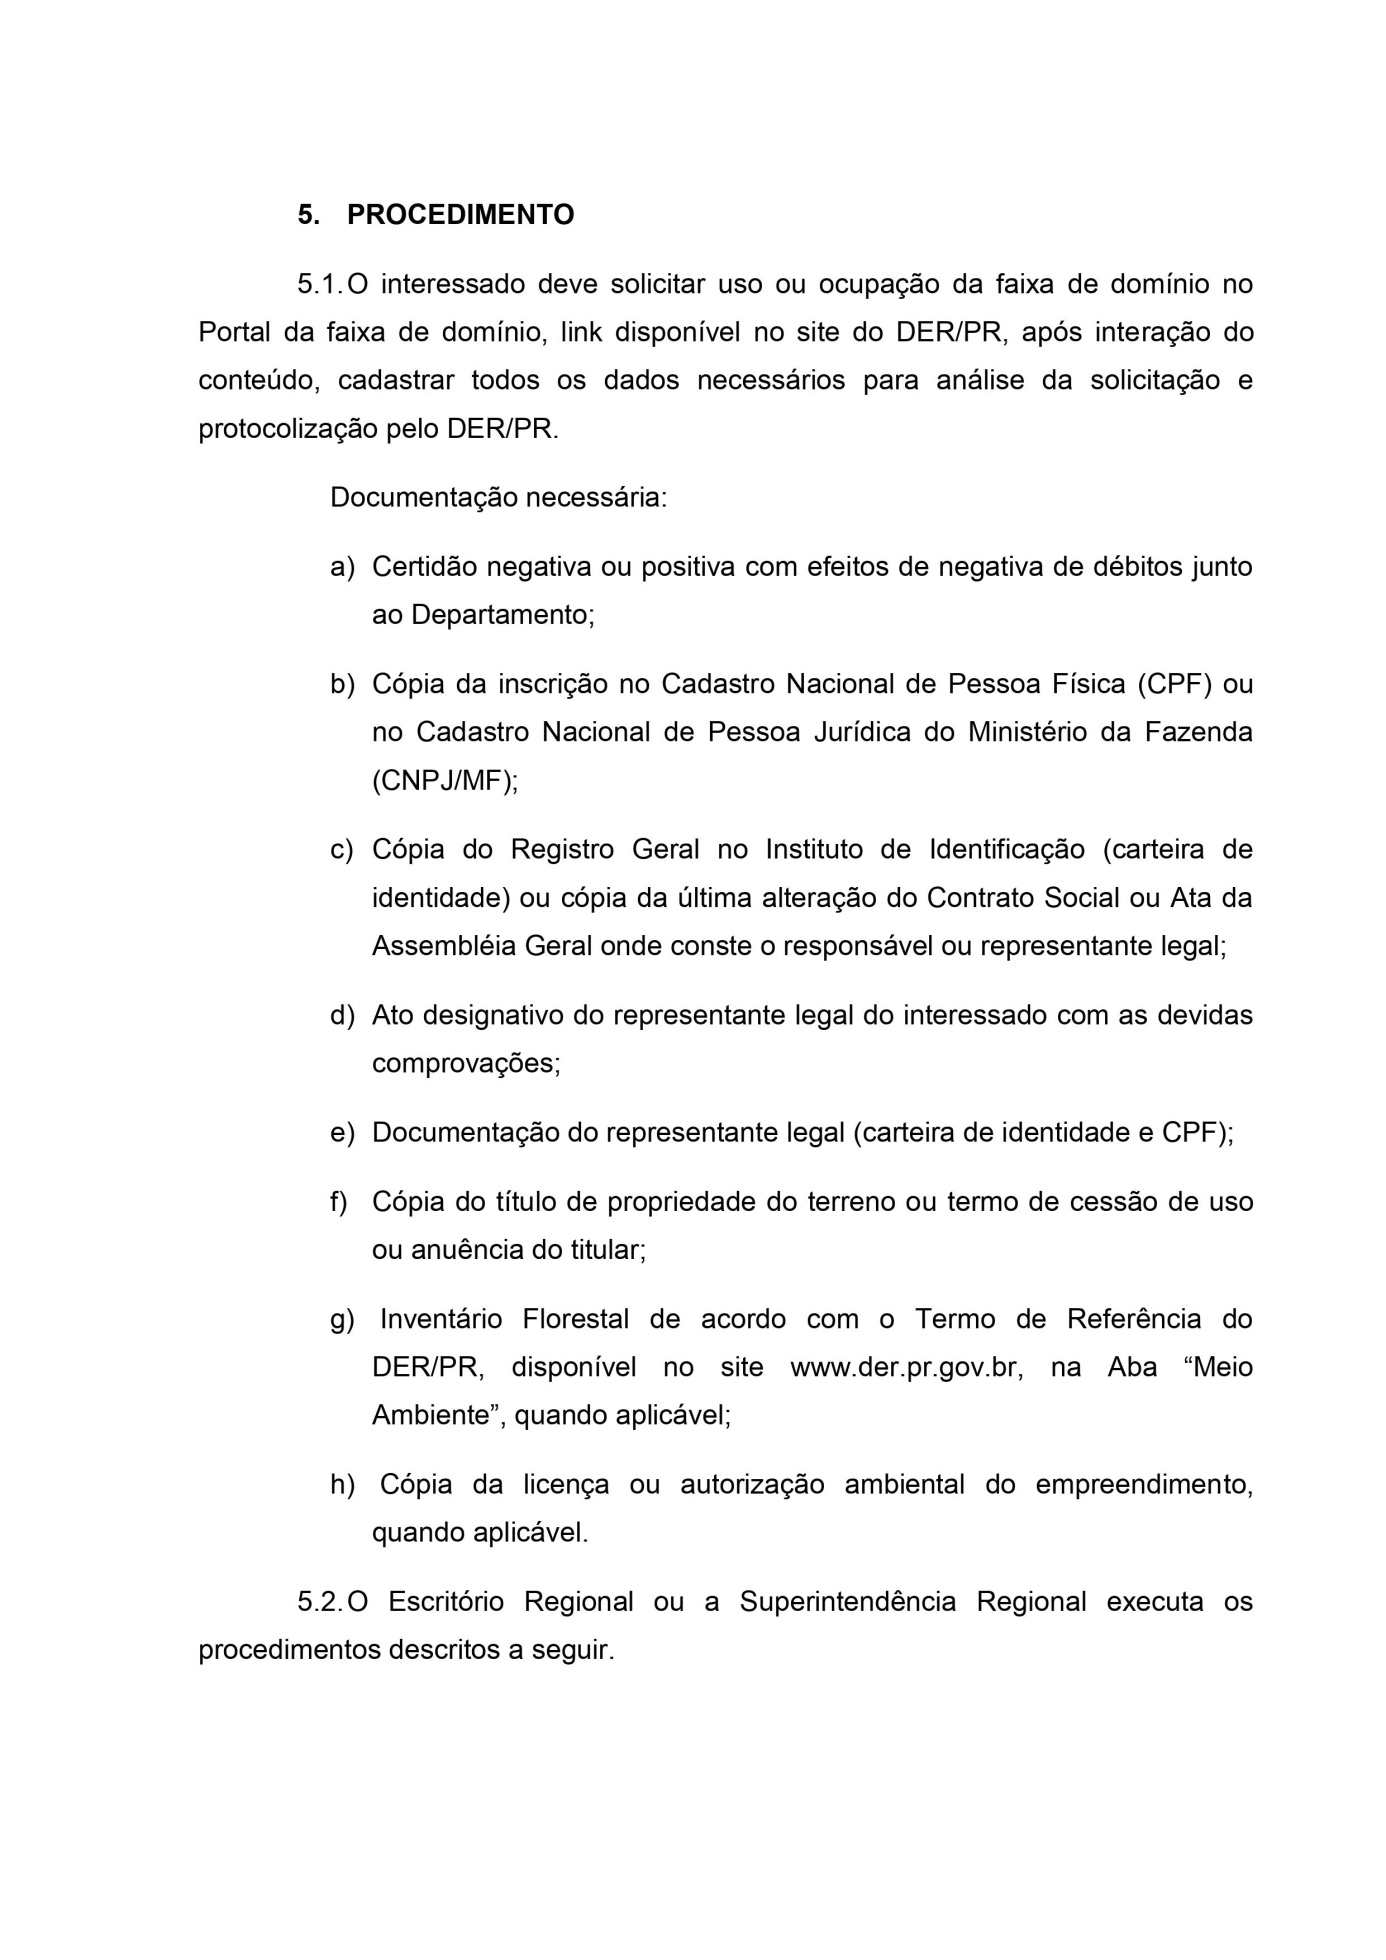 5. PROCEDIMENTO
5.1. O interessado deve solicitar uso ou ocupação da faixa de domínio no
Portal da faixa de domínio, link disponível no site do DER/PR, após interação do
conteúdo, cadastrar todos os dados necessários para análise da solicitação e
protocolização pelo DER/PR.
Documentação necessária:
a) Certidão negativa ou positiva com efeitos de negativa de débitos junto
ao Departamento;
b) Cópia da inscrição no Cadastro Nacional de Pessoa Física (CPF) ou
no Cadastro Nacional de Pessoa Jurídica do Ministério da Fazenda
(CNPJ/MF);
c) Cópia do Registro Geral no Instituto de Identificação (carteira de
identidade) ou cópia da última alteração do Contrato Social ou Ata da
Assembléia Geral onde conste o responsável ou representante legal;
d) Ato designativo do representante legal do interessado com as devidas
comprovações;
e) Documentação do representante legal (carteira de identidade e CPF);
f) Cópia do título de propriedade do terreno ou termo de cessão de uso
ou anuência do titular;
g) Inventário Florestal de acordo com o Termo de Referência do
DER/PR, disponível no site www.der.pr.gov.br, na Aba “Meio
Ambiente”, quando aplicável;
h) Cópia da licença ou autorização ambiental do empreendimento,
quando aplicável.
5.2. O Escritório Regional ou a Superintendência Regional executa os
procedimentos descritos a seguir.